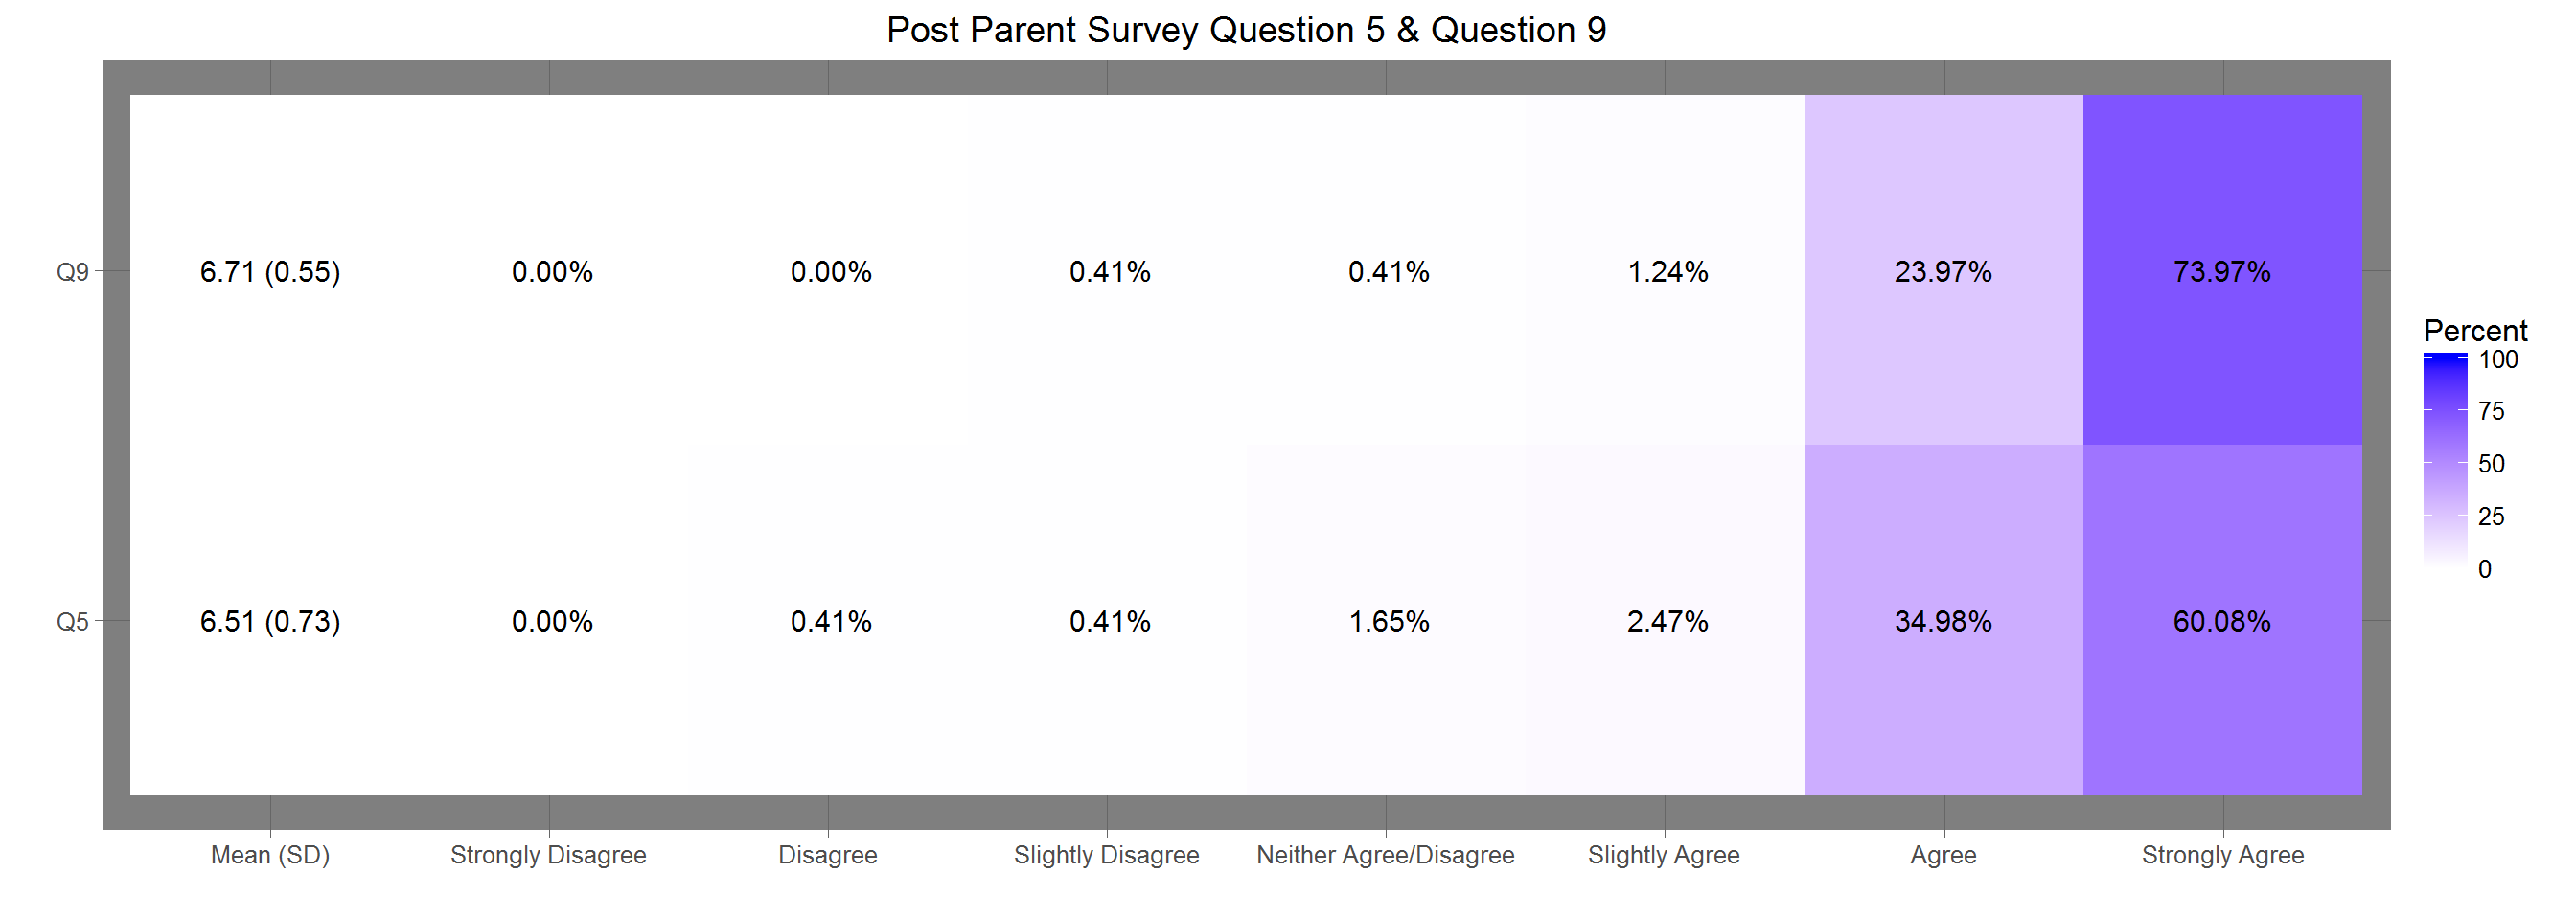 Post Parent Survey Question 5 & Question 9
Q9 6.71 (0.55) 0.00% 0.00% 0.41% 0.41% 1.24% 23.97% 73.97%
Q5 6.51 (0.73) 0.00% 0.41% 0.41% 1.65% 2.47% 34.98% 60.08%
Mean (SD) Strongly Disagree Disagree Slightly Disagree Neither Agree/Disagree Slightly Agree Agree Strongly Agree
Percent
100
75
50
25
0